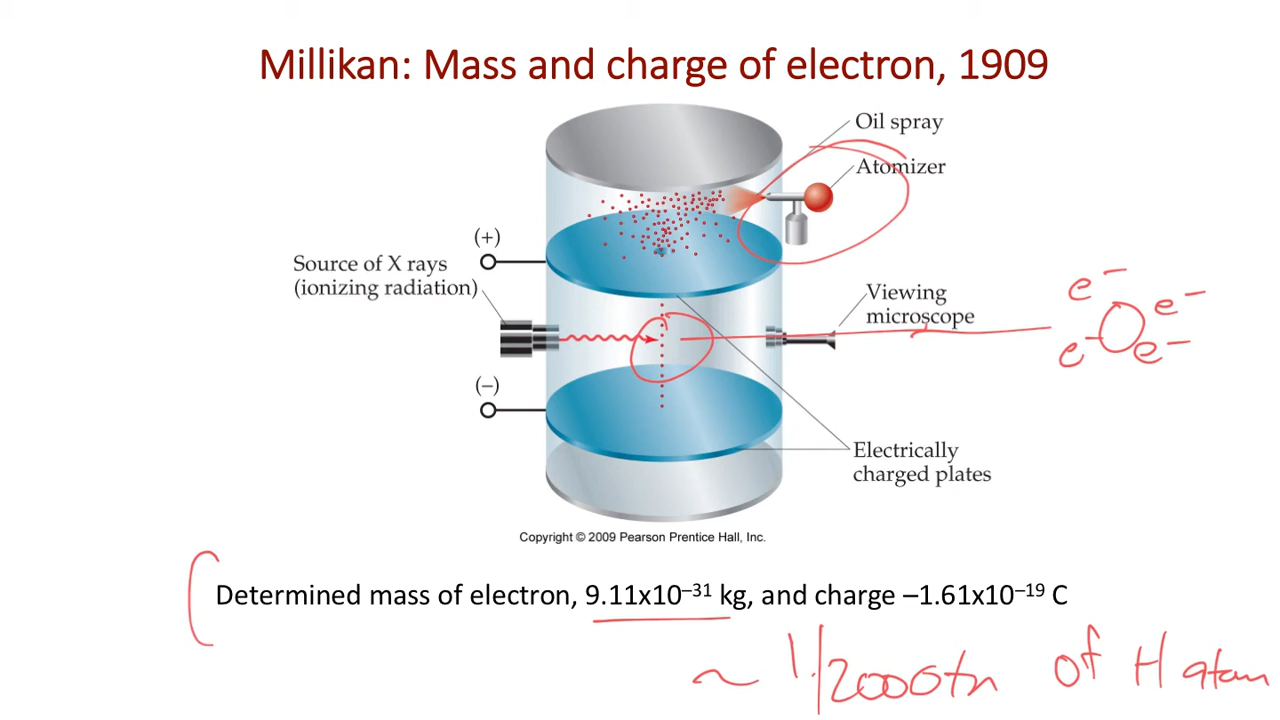 Millikan: Mass and charge of electron, 1909
Oil spray
Atomizer
(+)
Source of X rays
(ionizing radiation)
Viewing
microscope
e⁻
e⁻
e⁻
e⁻
(–)
Electrically
charged plates
Copyright © 2009 Pearson Prentice Hall, Inc.
Determined mass of electron, 9.11x10⁻³¹ kg, and charge –1.61x10⁻¹⁹ C
~ 1/2000th of H atom